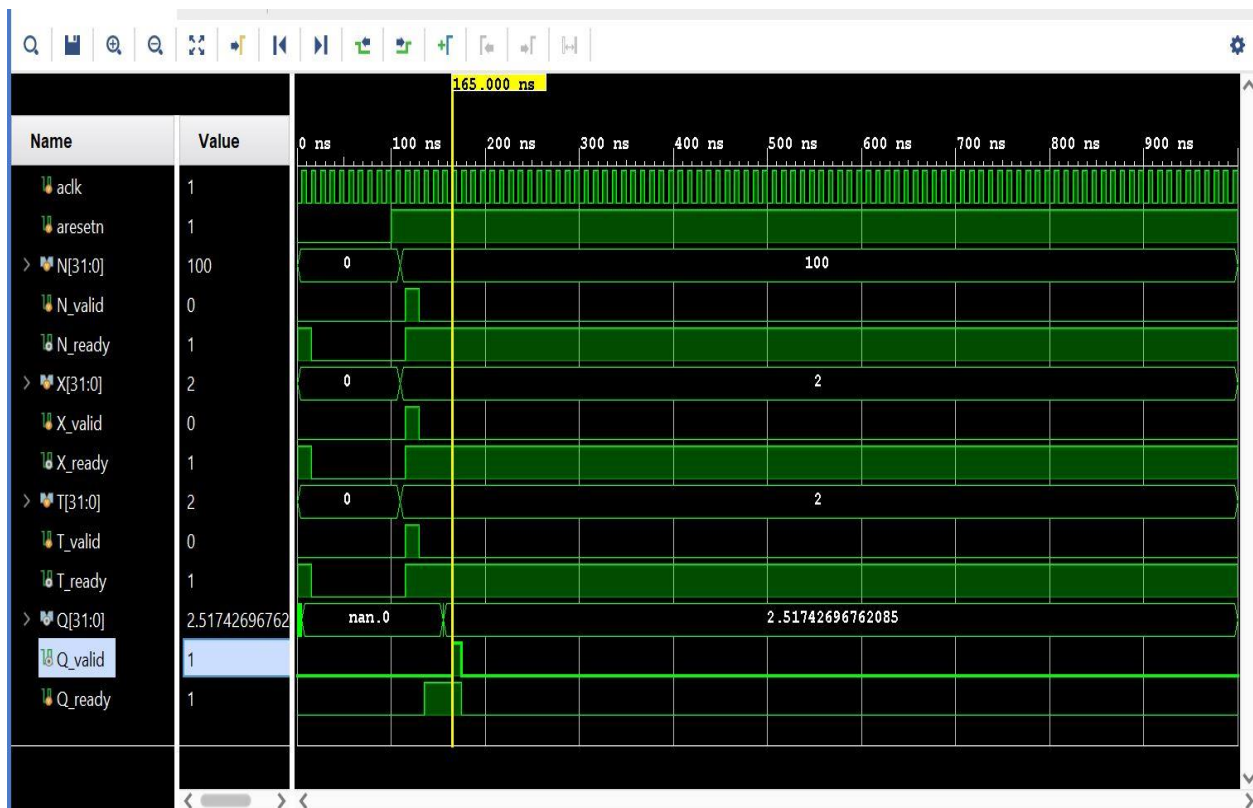 165.000 ns
Name Value 0 ns 100 ns 200 ns 300 ns 400 ns 500 ns 600 ns 700 ns 800 ns 900 ns
aclk 1
aresetn 1
N[31:0] 100 0 100
N_valid 0
N_ready 1
X[31:0] 2 0 2
X_valid 0
X_ready 1
T[31:0] 2 0 2
T_valid 0
T_ready 1
Q[31:0] 2.51742696762 nan.0 2.51742696762085
Q_valid 1
Q_ready 1